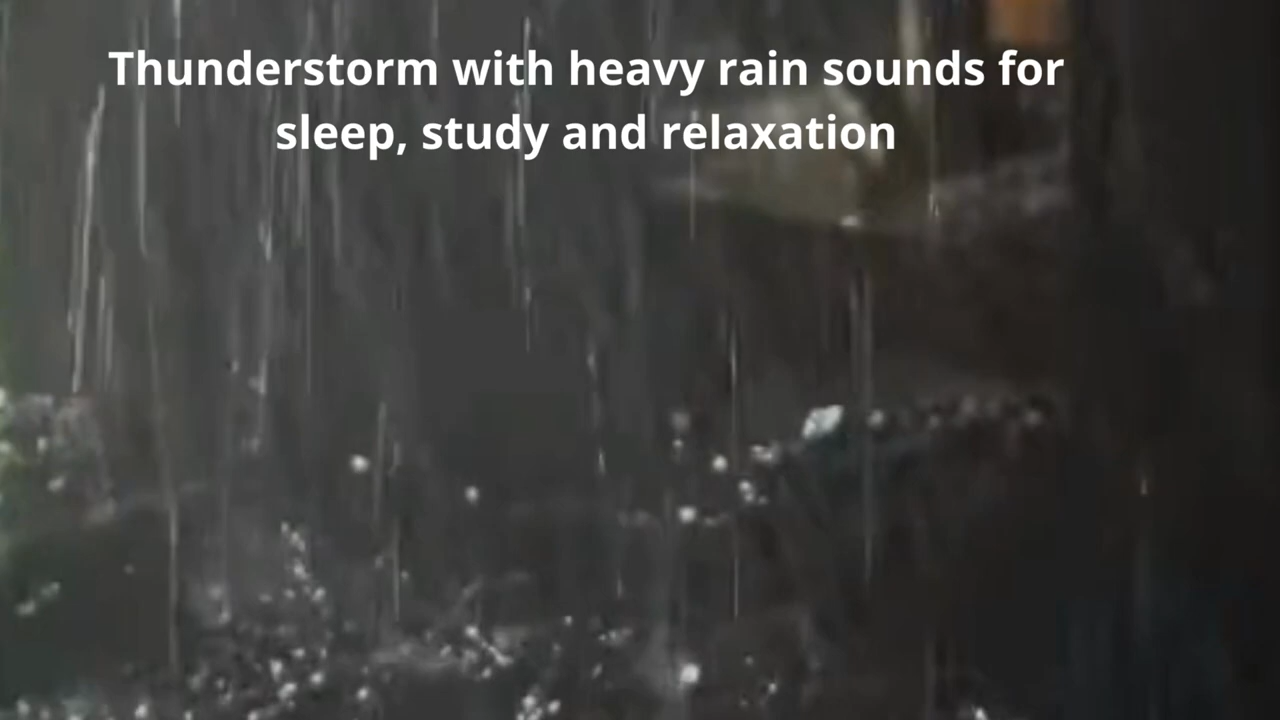 Thunderstorm with heavy rain sounds for
sleep, study and relaxation